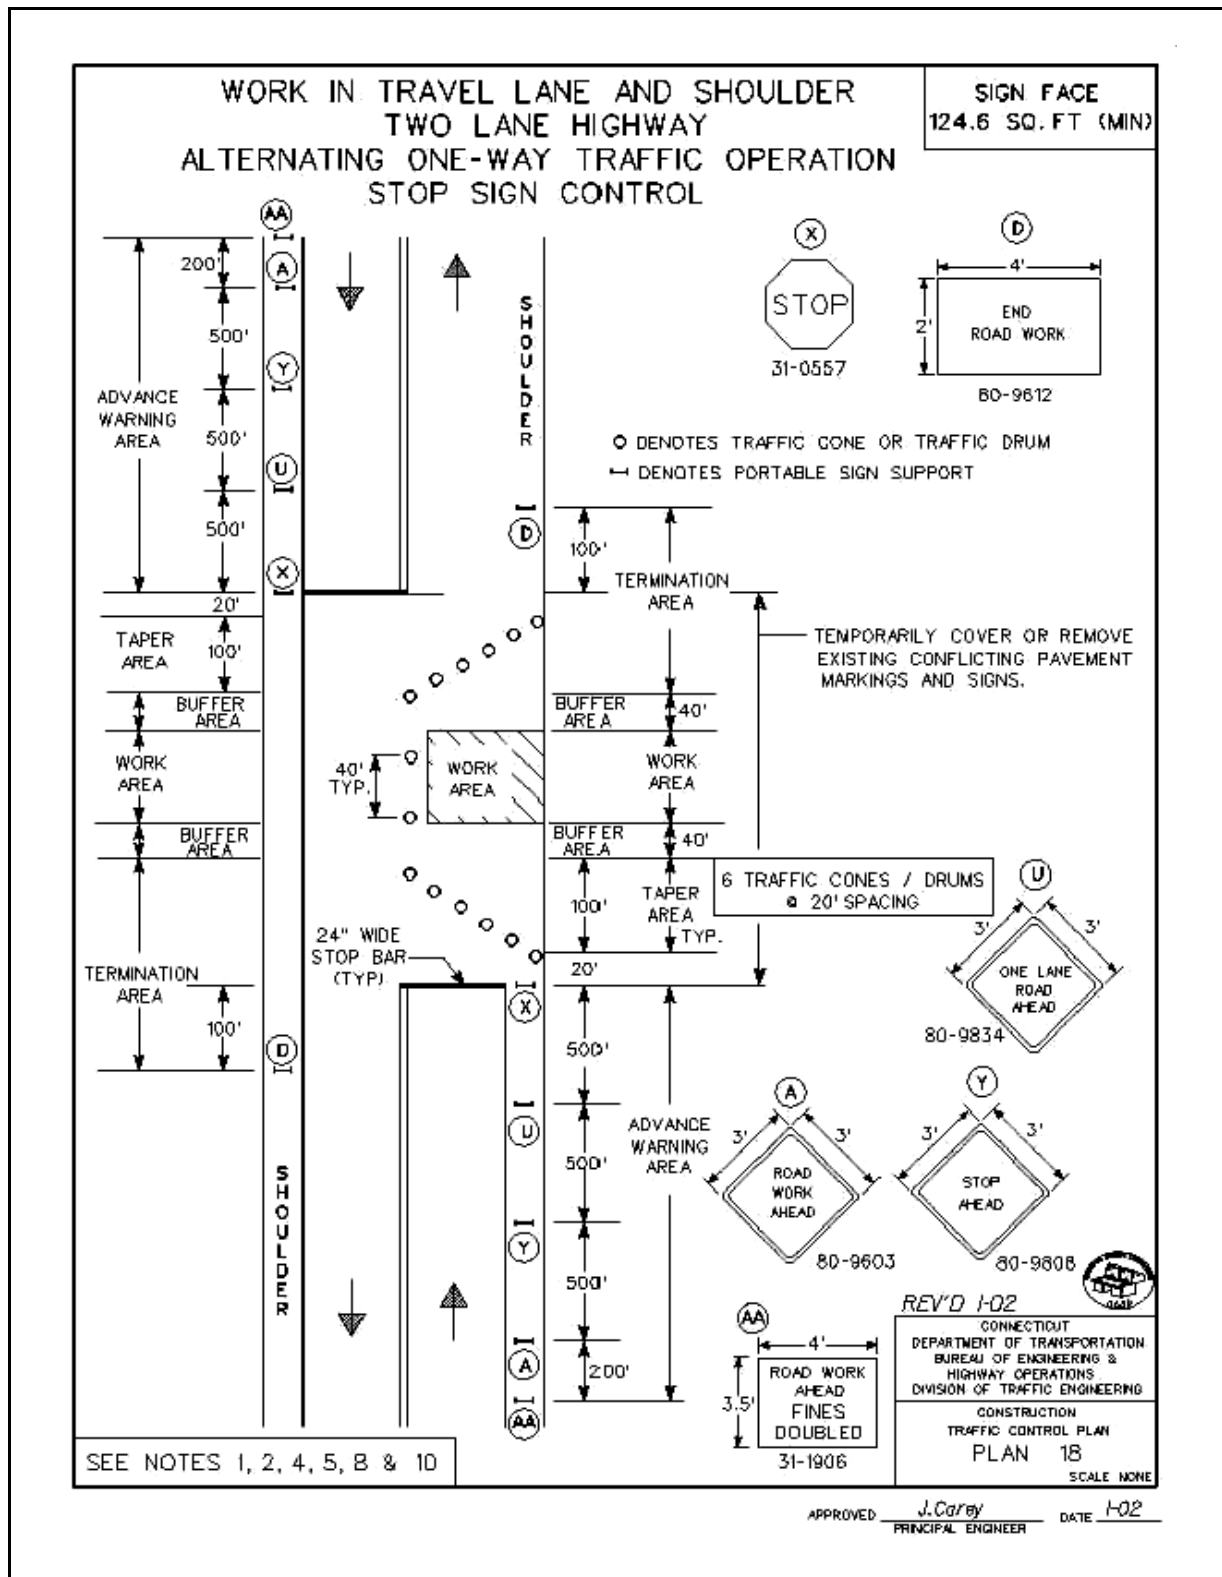 WORK IN TRAVEL LANE AND SHOULDER
TWO LANE HIGHWAY
ALTERNATING ONE-WAY TRAFFIC OPERATION
STOP SIGN CONTROL
SIGN FACE
124.6 SQ.FT (MIN)
AA
A
Y
U
X
200'
500'
500'
500'
20'
100'
ADVANCE
WARNING
AREA
TAPER
AREA
BUFFER
AREA
WORK
AREA
BUFFER
AREA
TERMINATION
AREA
100'
D
SHOULDER
SHOULDER
D
100'
TERMINATION
AREA
BUFFER
AREA
40'
WORK
AREA
40'
TYP.
WORK
AREA
BUFFER
AREA
40'
100'
TAPER
AREA
TYP.
20'
24" WIDE
STOP BAR
(TYP)
X
500'
U
500'
Y
500'
A
200'
AA
ADVANCE
WARNING
AREA
X
STOP
31-0557
D
4'
2'
END
ROAD WORK
80-9612
O DENOTES TRAFFIC CONE OR TRAFFIC DRUM
DENOTES PORTABLE SIGN SUPPORT
TEMPORARILY COVER OR REMOVE
EXISTING CONFLICTING PAVEMENT
MARKINGS AND SIGNS.
6 TRAFFIC CONES / DRUMS
@ 20' SPACING
U
3'
3'
ONE LANE
ROAD
AHEAD
80-9834
A
3'
3'
ROAD
WORK
AHEAD
80-9603
Y
3'
3'
STOP
AHEAD
80-9808
AA
4'
3.5'
ROAD WORK
AHEAD
FINES
DOUBLED
31-1906
REV'D 1-02
CONNECTICUT
DEPARTMENT OF TRANSPORTATION
BUREAU OF ENGINEERING &
HIGHWAY OPERATIONS
DIVISION OF TRAFFIC ENGINEERING
CONSTRUCTION
TRAFFIC CONTROL PLAN
PLAN 18
SCALE NONE
SEE NOTES 1, 2, 4, 5, 8 & 10
APPROVED J.Carey DATE 1-02
PRINCIPAL ENGINEER